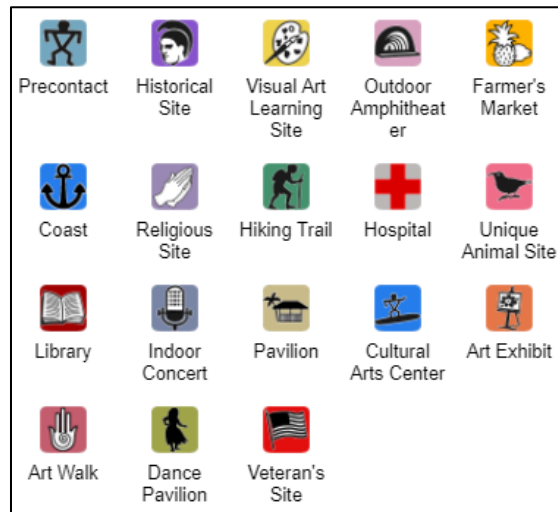 Precontact
Historical
Site
Visual Art
Learning
Site
Outdoor
Amphitheat
er
Farmer's
Market
Coast
Religious
Site
Hiking Trail
Hospital
Unique
Animal Site
Library
Indoor
Concert
Pavilion
Cultural
Arts Center
Art Exhibit
Art Walk
Dance
Pavilion
Veteran's
Site